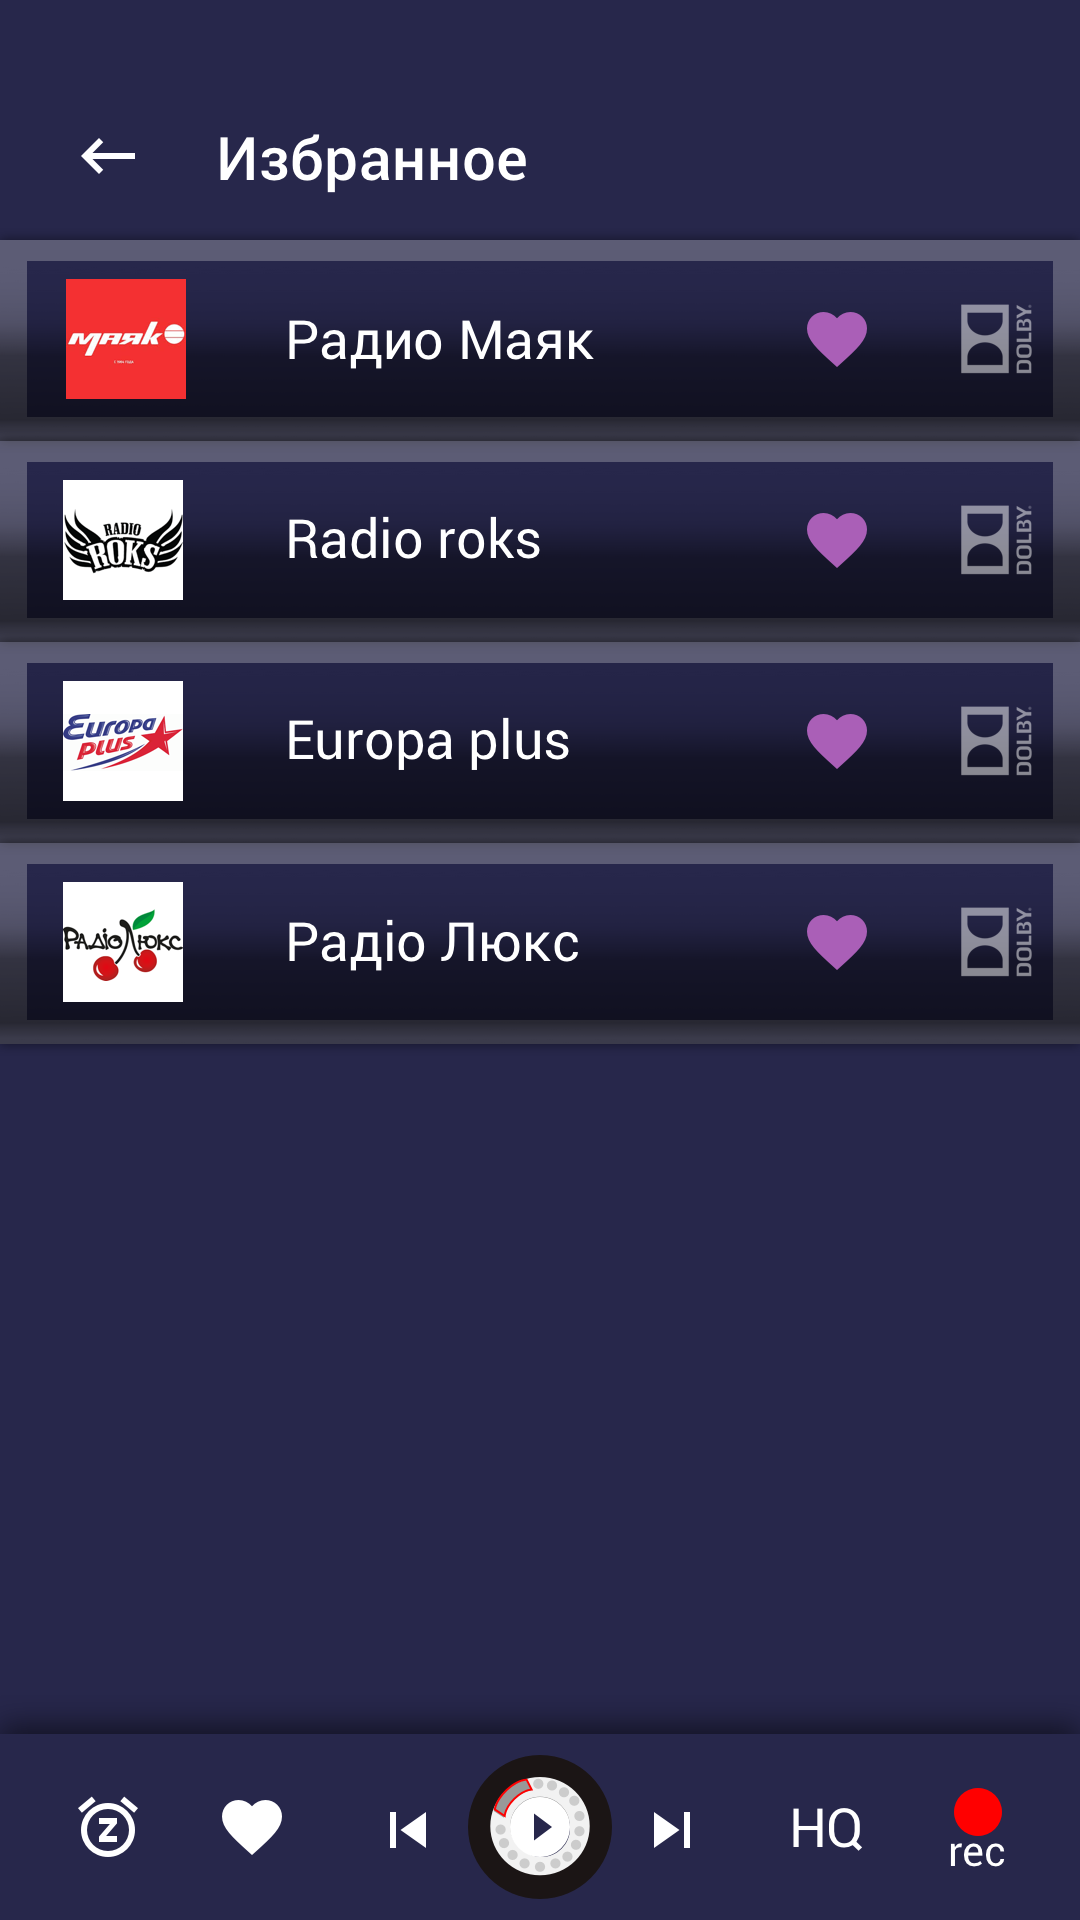 Избранное
маяк
Радио Маяк
DOLBY
RADIO
ROKS
Radio roks
DOLBY
Europa
plus
Europa plus
DOLBY
Радіо Люкс
Радіо Люкс
DOLBY
z
HQ
rec